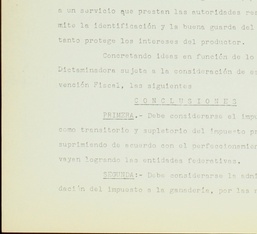 a un servicio que prestan las autoridades
mite la identificación y la buena guarda del
tanto protege los intereses del productor.
Concretando ideas en función de lo
Dictaminadora sujeta a la consideración de
vención Fiscal, las siguientes
C O N C L U S I O N E S
PRIMERA.- Debe considerarse el
como transitorio y supletorio del impuesto
suprimiendo de acuerdo con el perfeccionamien
vayan logrando las entidades federativas.
SEGUNDA:- Debe considerarse la
dación del impuesto a la ganadería, por las